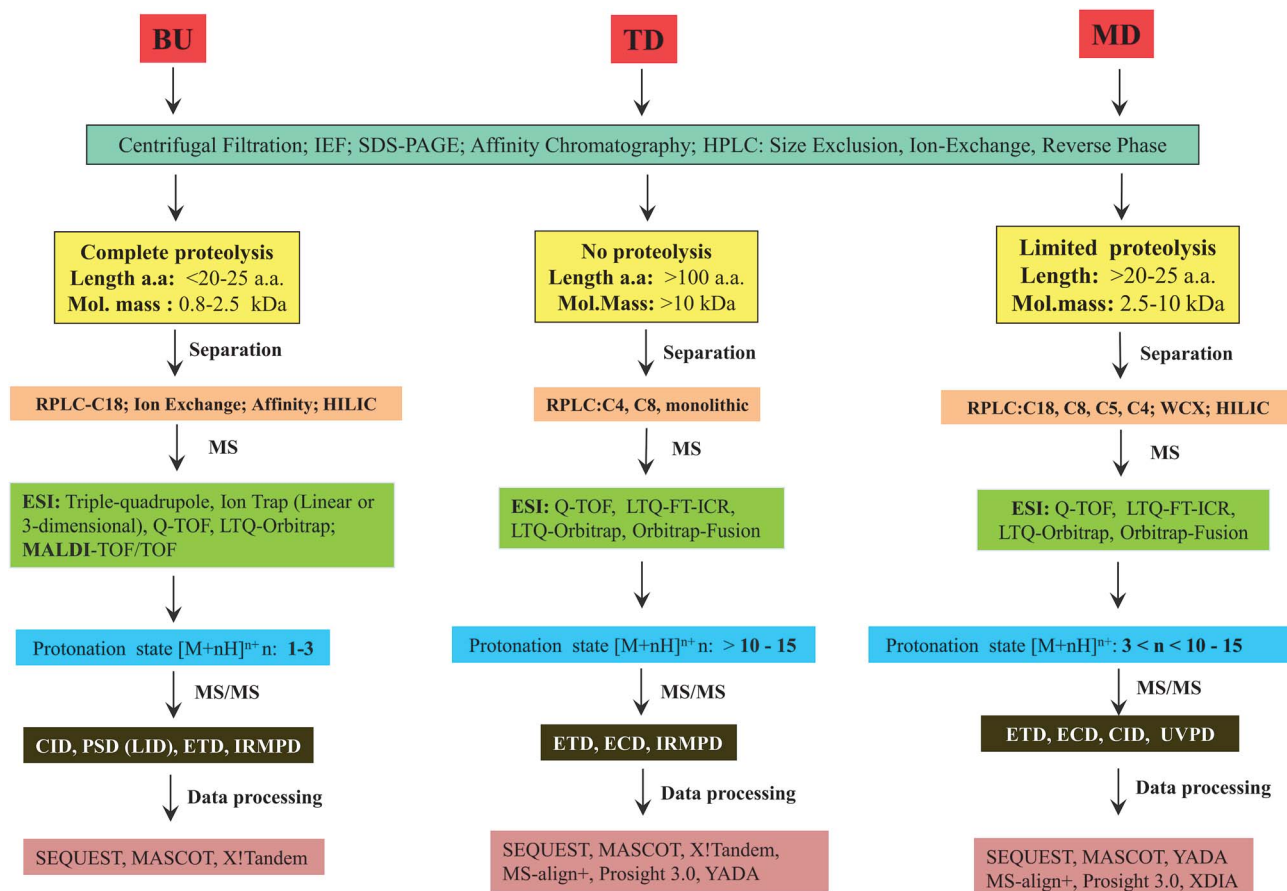 BU
TD
MD
Centrifugal Filtration; IEF; SDS-PAGE; Affinity Chromatography; HPLC: Size Exclusion, Ion-Exchange, Reverse Phase
Complete proteolysis
Length a.a: <20-25 a.a.
Mol. mass : 0.8-2.5 kDa
No proteolysis
Length a.a: >100 a.a.
Mol.Mass: >10 kDa
Limited proteolysis
Length: >20-25 a.a.
Mol.mass: 2.5-10 kDa
Separation
Separation
Separation
RPLC-C18; Ion Exchange; Affinity; HILIC
RPLC:C4, C8, monolithic
RPLC:C18, C8, C5, C4; WCX; HILIC
MS
MS
MS
ESI: Triple-quadrupole, Ion Trap (Linear or
3-dimensional), Q-TOF, LTQ-Orbitrap;
MALDI-TOF/TOF
ESI: Q-TOF, LTQ-FT-ICR,
LTQ-Orbitrap, Orbitrap-Fusion
ESI: Q-TOF, LTQ-FT-ICR,
LTQ-Orbitrap, Orbitrap-Fusion
Protonation state [M+nH]ⁿ⁺ n: 1-3
Protonation state [M+nH]ⁿ⁺ n: > 10 - 15
Protonation state [M+nH]ⁿ⁺: 3 < n < 10 - 15
MS/MS
MS/MS
MS/MS
CID, PSD (LID), ETD, IRMPD
ETD, ECD, IRMPD
ETD, ECD, CID, UVPD
Data processing
Data processing
Data processing
SEQUEST, MASCOT, X!Tandem
SEQUEST, MASCOT, X!Tandem,
MS-align+, Prosight 3.0, YADA
SEQUEST, MASCOT, YADA
MS-align+, Prosight 3.0, XDIA